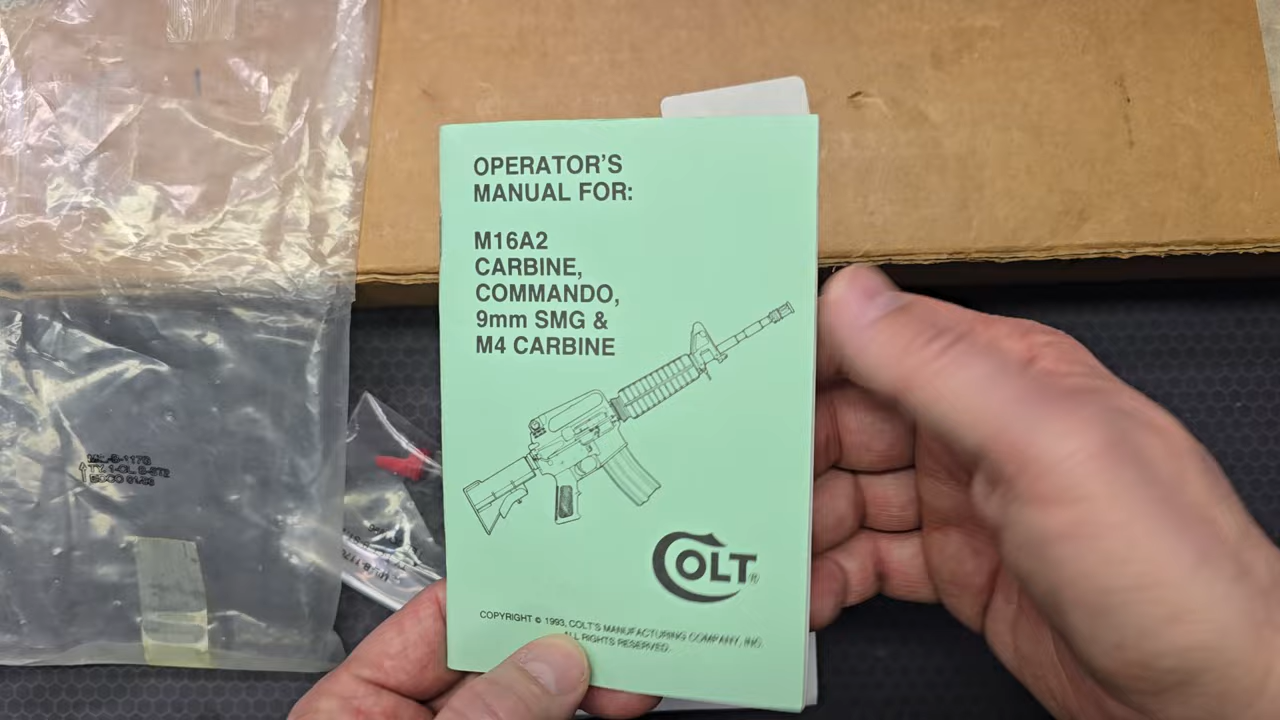 OPERATOR'S
MANUAL FOR:
M16A2
CARBINE,
COMMANDO,
9mm SMG &
M4 CARBINE
COLT®
COPYRIGHT © 1993, COLT'S MANUFACTURING COMPANY, INC.
ALL RIGHTS RESERVED.